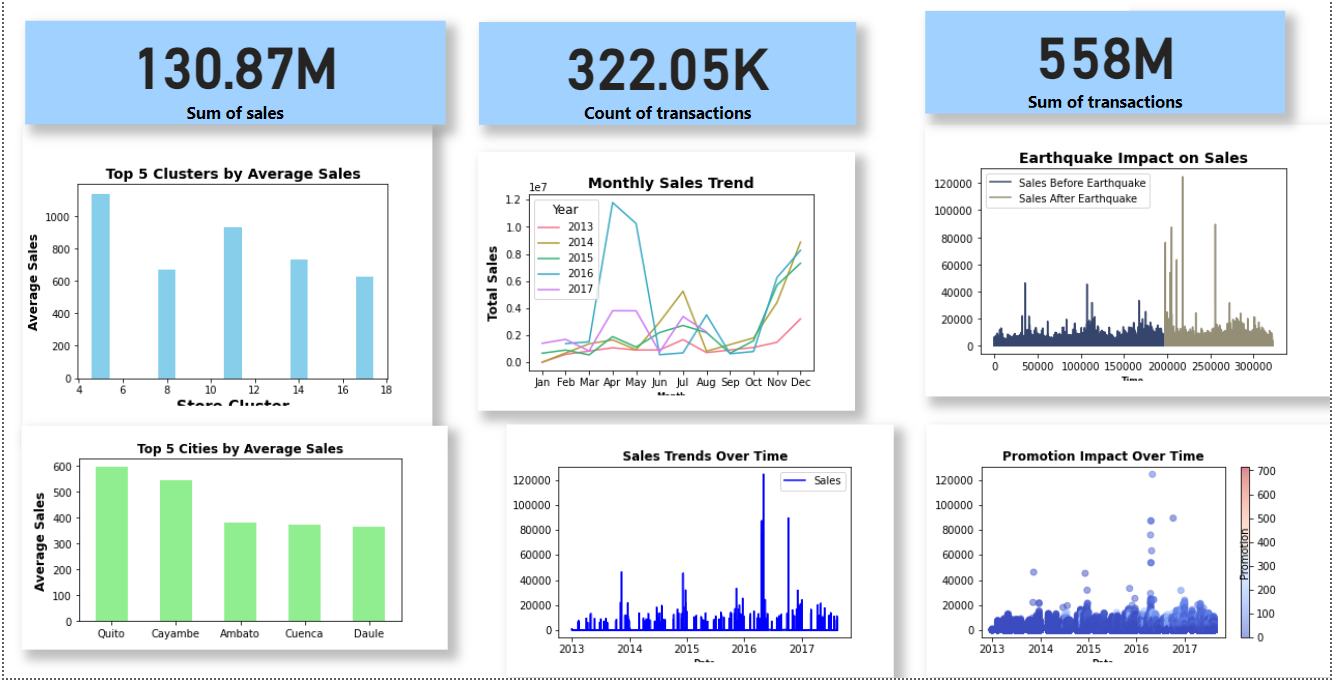 130.87M
Sum of sales
322.05K
Count of transactions
558M
Sum of transactions
Top 5 Clusters by Average Sales
Average Sales
1000
800
600
400
200
0
4 6 8 10 12 14 16 18
Store Cluster
Monthly Sales Trend
1e7
Total Sales
1.2
1.0
0.8
0.6
0.4
0.2
0.0
Year
2013
2014
2015
2016
2017
Jan Feb Mar Apr May Jun Jul Aug Sep Oct Nov Dec
Month
Earthquake Impact on Sales
120000
100000
80000
60000
40000
20000
0
Sales Before Earthquake
Sales After Earthquake
0 50000 100000 150000 200000 250000 300000
Time
Top 5 Cities by Average Sales
Average Sales
600
500
400
300
200
100
0
Quito Cayambe Ambato Cuenca Daule
Sales Trends Over Time
120000
100000
80000
60000
40000
20000
0
Sales
2013 2014 2015 2016 2017
Date
Promotion Impact Over Time
120000
100000
80000
60000
40000
20000
0
2013 2014 2015 2016 2017
Date
Promotion
700
600
500
400
300
200
100
0